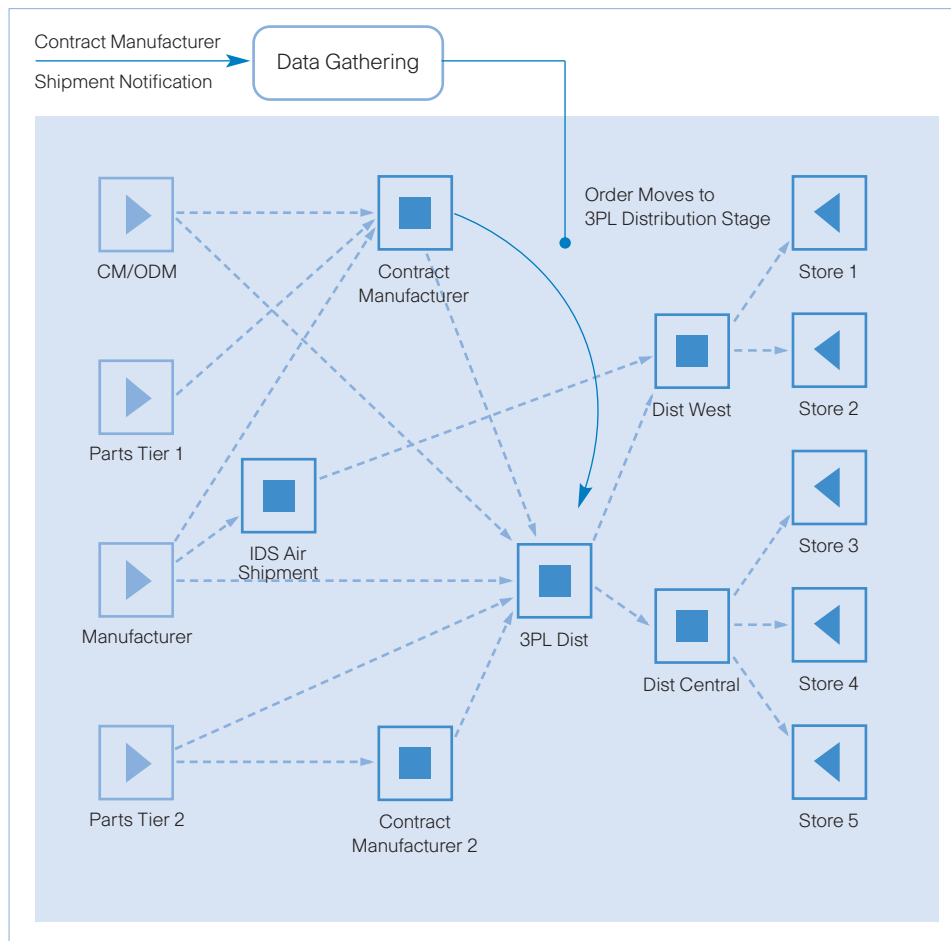 Contract Manufacturer
Shipment Notification
Data Gathering
Order Moves to
3PL Distribution Stage
CM/ODM
Contract
Manufacturer
Store 1
Parts Tier 1
Dist West
Store 2
IDS Air
Shipment
Store 3
Manufacturer
3PL Dist
Dist Central
Store 4
Parts Tier 2
Contract
Manufacturer 2
Store 5